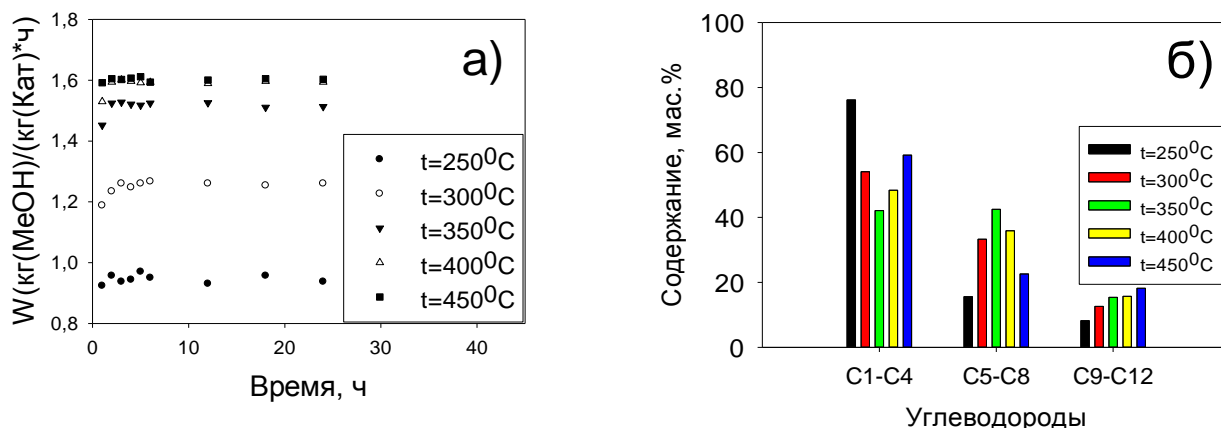 а)
1,8
1,6
1,4
1,2
1,0
0,8
W(кг(MeOH)/(кг(Кат)*ч)
0 10 20 30 40
Время, ч
t=250⁰C
t=300⁰C
t=350⁰C
t=400⁰C
t=450⁰C
б)
100
80
60
40
20
0
Содержание, мас.%
C1-C4 C5-C8 C9-C12
Углеводороды
t=250⁰C
t=300⁰C
t=350⁰C
t=400⁰C
t=450⁰C